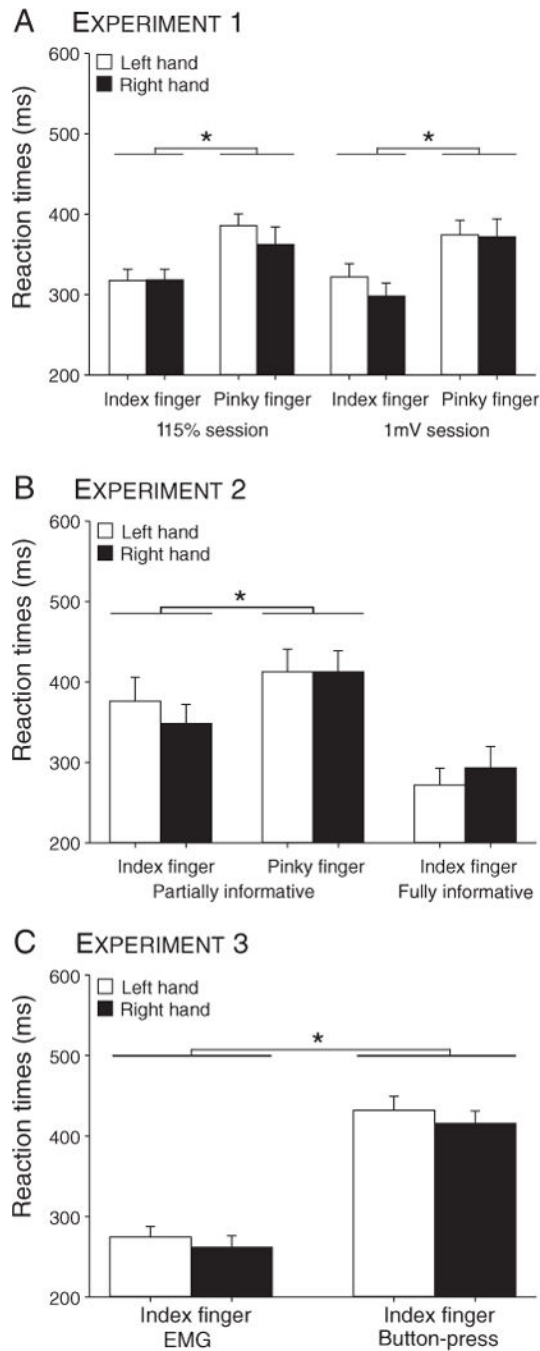 A EXPERIMENT 1
600
500
400
300
200
Reaction times (ms)
Left hand
Right hand
*
*
Index finger Pinky finger Index finger Pinky finger
115% session 1mV session
B EXPERIMENT 2
600
500
400
300
200
Reaction times (ms)
Left hand
Right hand
*
Index finger Pinky finger Index finger
Partially informative Fully informative
C EXPERIMENT 3
600
500
400
300
200
Reaction times (ms)
Left hand
Right hand
*
Index finger Index finger
EMG Button-press